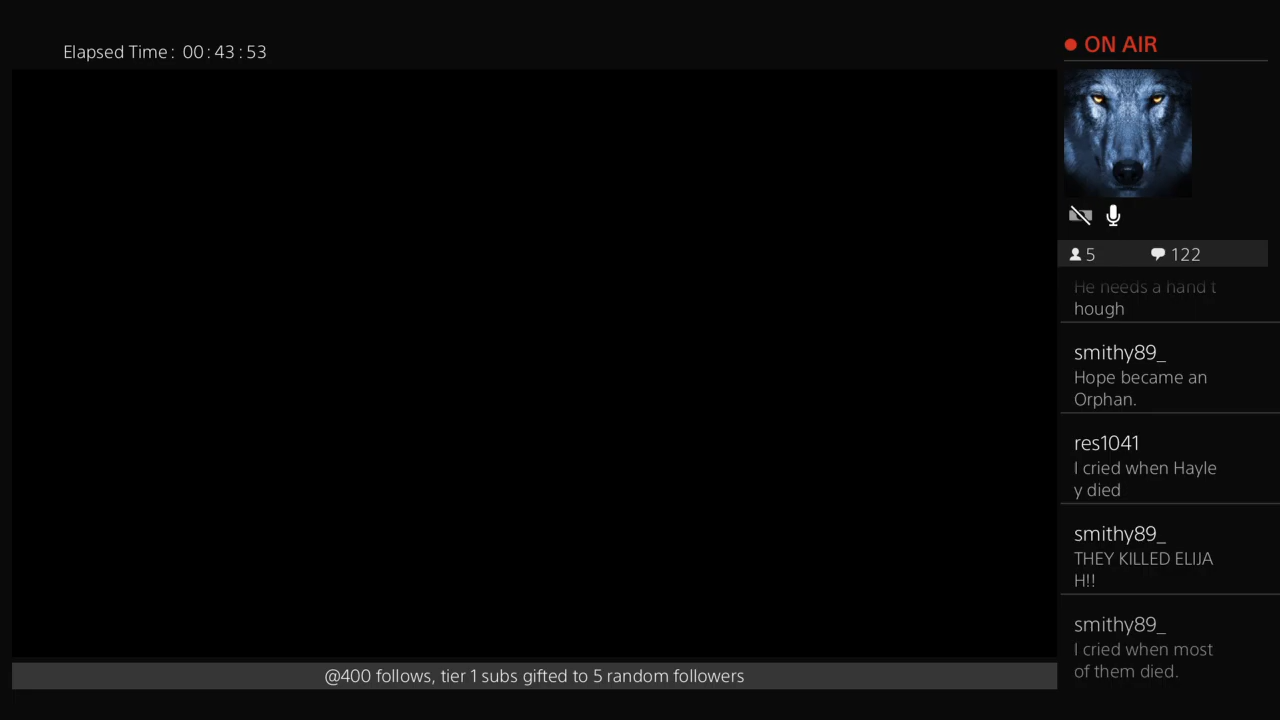 Elapsed Time: 00:43:53
ON AIR
5 122
He needs a hand t
hough
smithy89_
Hope became an
Orphan.
res1041
I cried when Hayle
y died
smithy89_
THEY KILLED ELIJA
H!!
smithy89_
I cried when most
of them died.
@400 follows, tier 1 subs gifted to 5 random followers